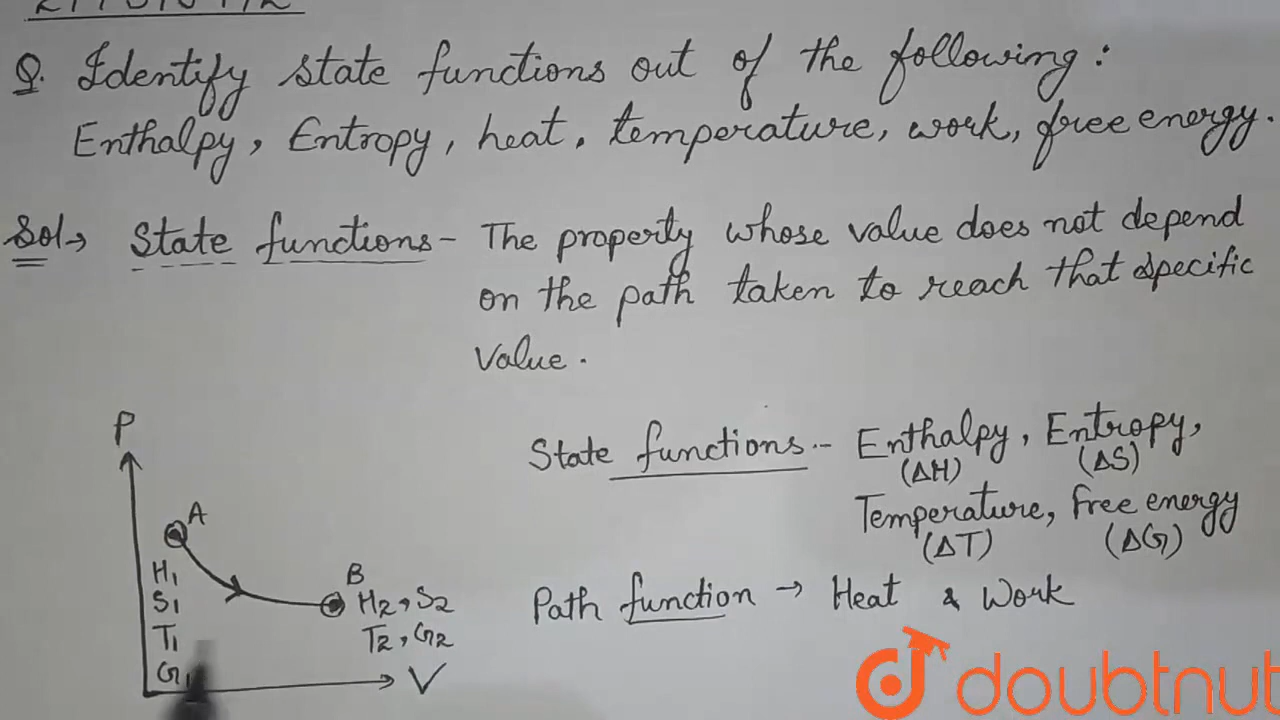 Q. Identify state functions out of the following :
Enthalpy, Entropy, heat, temperature, work, free energy.
Sol→ State functions - The property whose value does not depend
on the path taken to reach that specific
value.
P
A
H1
S1
T1
G1
B
H2, S2
T2, G2
V
State functions :- Enthalpy, Entropy,
(ΔH) (ΔS)
Temperature, free energy
(ΔT) (ΔG)
Path function → Heat & Work
doubtnut